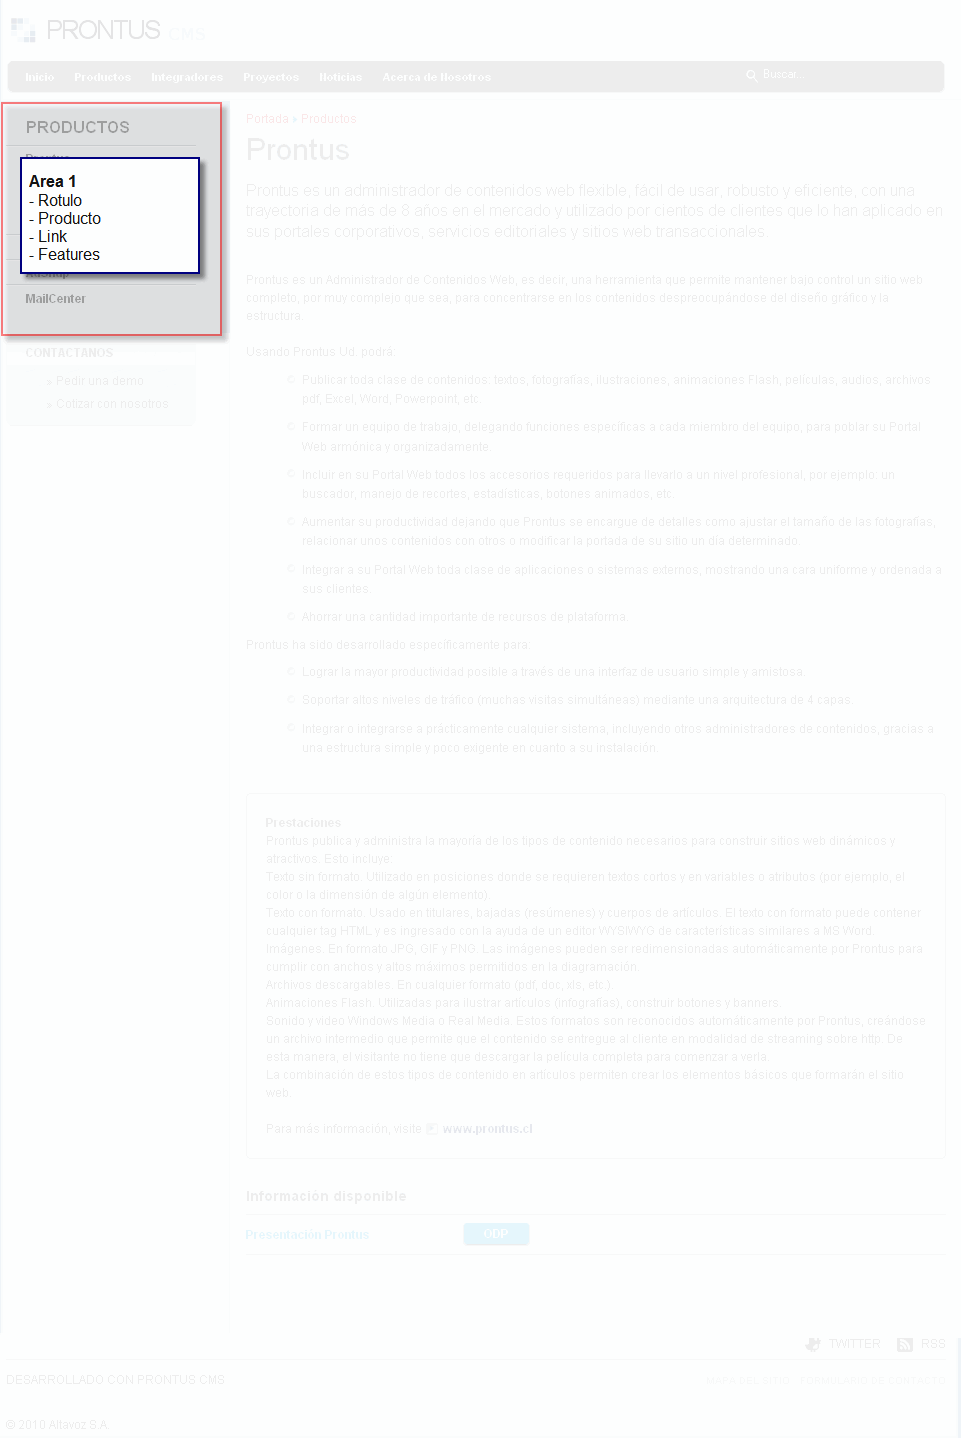 PRONTUS CMS
Inicio Productos Integradores Proyectos Noticias Acerca de Nosotros Buscar...
PRODUCTOS
Area 1
- Rotulo
- Producto
- Link
- Features
MailCenter
CONTÁCTANOS
» Pedir una demo
» Cotizar con nosotros
Portada » Productos
Prontus
Prontus es un administrador de contenidos web flexible, fácil de usar, robusto y eficiente, con una
trayectoria de más de 8 años en el mercado y utilizado por cientos de clientes que lo han aplicado en
sus portales corporativos, servicios editoriales y sitios web transaccionales.
Prontus es un Administrador de Contenidos Web, es decir, una herramienta que permite mantener bajo control un sitio web
completo, por muy complejo que sea, para concentrarse en los contenidos despreocupándose del diseño gráfico y la
estructura.
Usando Prontus Ud. podrá
Publicar toda clase de contenidos: textos, fotografías, ilustraciones, animaciones Flash, películas, audios, archivos
pdf, Excel, Word, Powerpoint, etc.
Formar un equipo de trabajo, delegando funciones específicas a cada miembro del equipo, para poblar su Portal
Web armónica y organizadamente.
Incluir en su Portal Web todos los accesorios requeridos para llevarlo a un nivel profesional, por ejemplo: un
buscador, manejo de recortes, estadísticas, botones animados, etc.
Aumentar su productividad dejando que Prontus se encargue de detalles como ajustar el tamaño de las fotografías,
relacionar unos contenidos con otros o modificar la portada de su sitio un día determinado.
Integrar a su Portal Web toda clase de aplicaciones o sistemas externos, mostrando una cara uniforme y ordenada a
sus clientes.
Ahorrar una cantidad importante de recursos de plataforma.
Prontus ha sido desarrollado específicamente para:
Lograr la mayor productividad posible a través de una interfaz de usuario simple y amistosa.
Soportar altos niveles de tráfico (muchas visitas simultáneas) mediante una arquitectura de 4 capas.
Integrar o integrarse a prácticamente cualquier sistema, incluyendo otros administradores de contenidos, gracias a
una estructura simple y poco exigente en cuanto a su instalación.
Prestaciones
Prontus publica y administra la mayoría de los tipos de contenido necesarios para construir sitios web dinámicos y
atractivos. Esto incluye:
Texto sin formato. Utilizado en posiciones donde se requieren textos cortos y en variables o atributos (por ejemplo, el
color o la dimensión de algún elemento)
Texto con formato. Usado en titulares, bajadas (resúmenes) y cuerpos de artículos. El texto con formato puede contener
cualquier tag HTML y es ingresado con la ayuda de un editor WYSIWYG de características similares a MS Word.
Imágenes. En formato JPG, GIF y PNG. Las imágenes pueden ser redimensionadas automáticamente por Prontus para
cumplir con anchos y altos máximos permitidos en la diagramación.
Archivos descargables. En cualquier formato (pdf, doc, xls, etc.).
Animaciones Flash. Utilizadas para ilustrar artículos (infografías), construir botones y banners.
Sonido y video Windows Media o Real Media. Estos formatos son reconocidos automáticamente por Prontus, creándose
un archivo intermedio que permite que el contenido se entregue al cliente en modalidad de streaming sobre http. De
esta manera, el visitante no tiene que descargar la película completa para comenzar a verla.
La combinación de estos tipos de contenido en artículos permiten crear los elementos básicos que formarán el sitio
web.
Para más información, visite www.prontus.cl
Información disponible
Presentación Prontus ODP
TWITTER RSS
DESARROLLADO CON PRONTUS CMS MAPA DEL SITIO FORMULARIO DE CONTACTO
© 2010 Altavoz S.A.